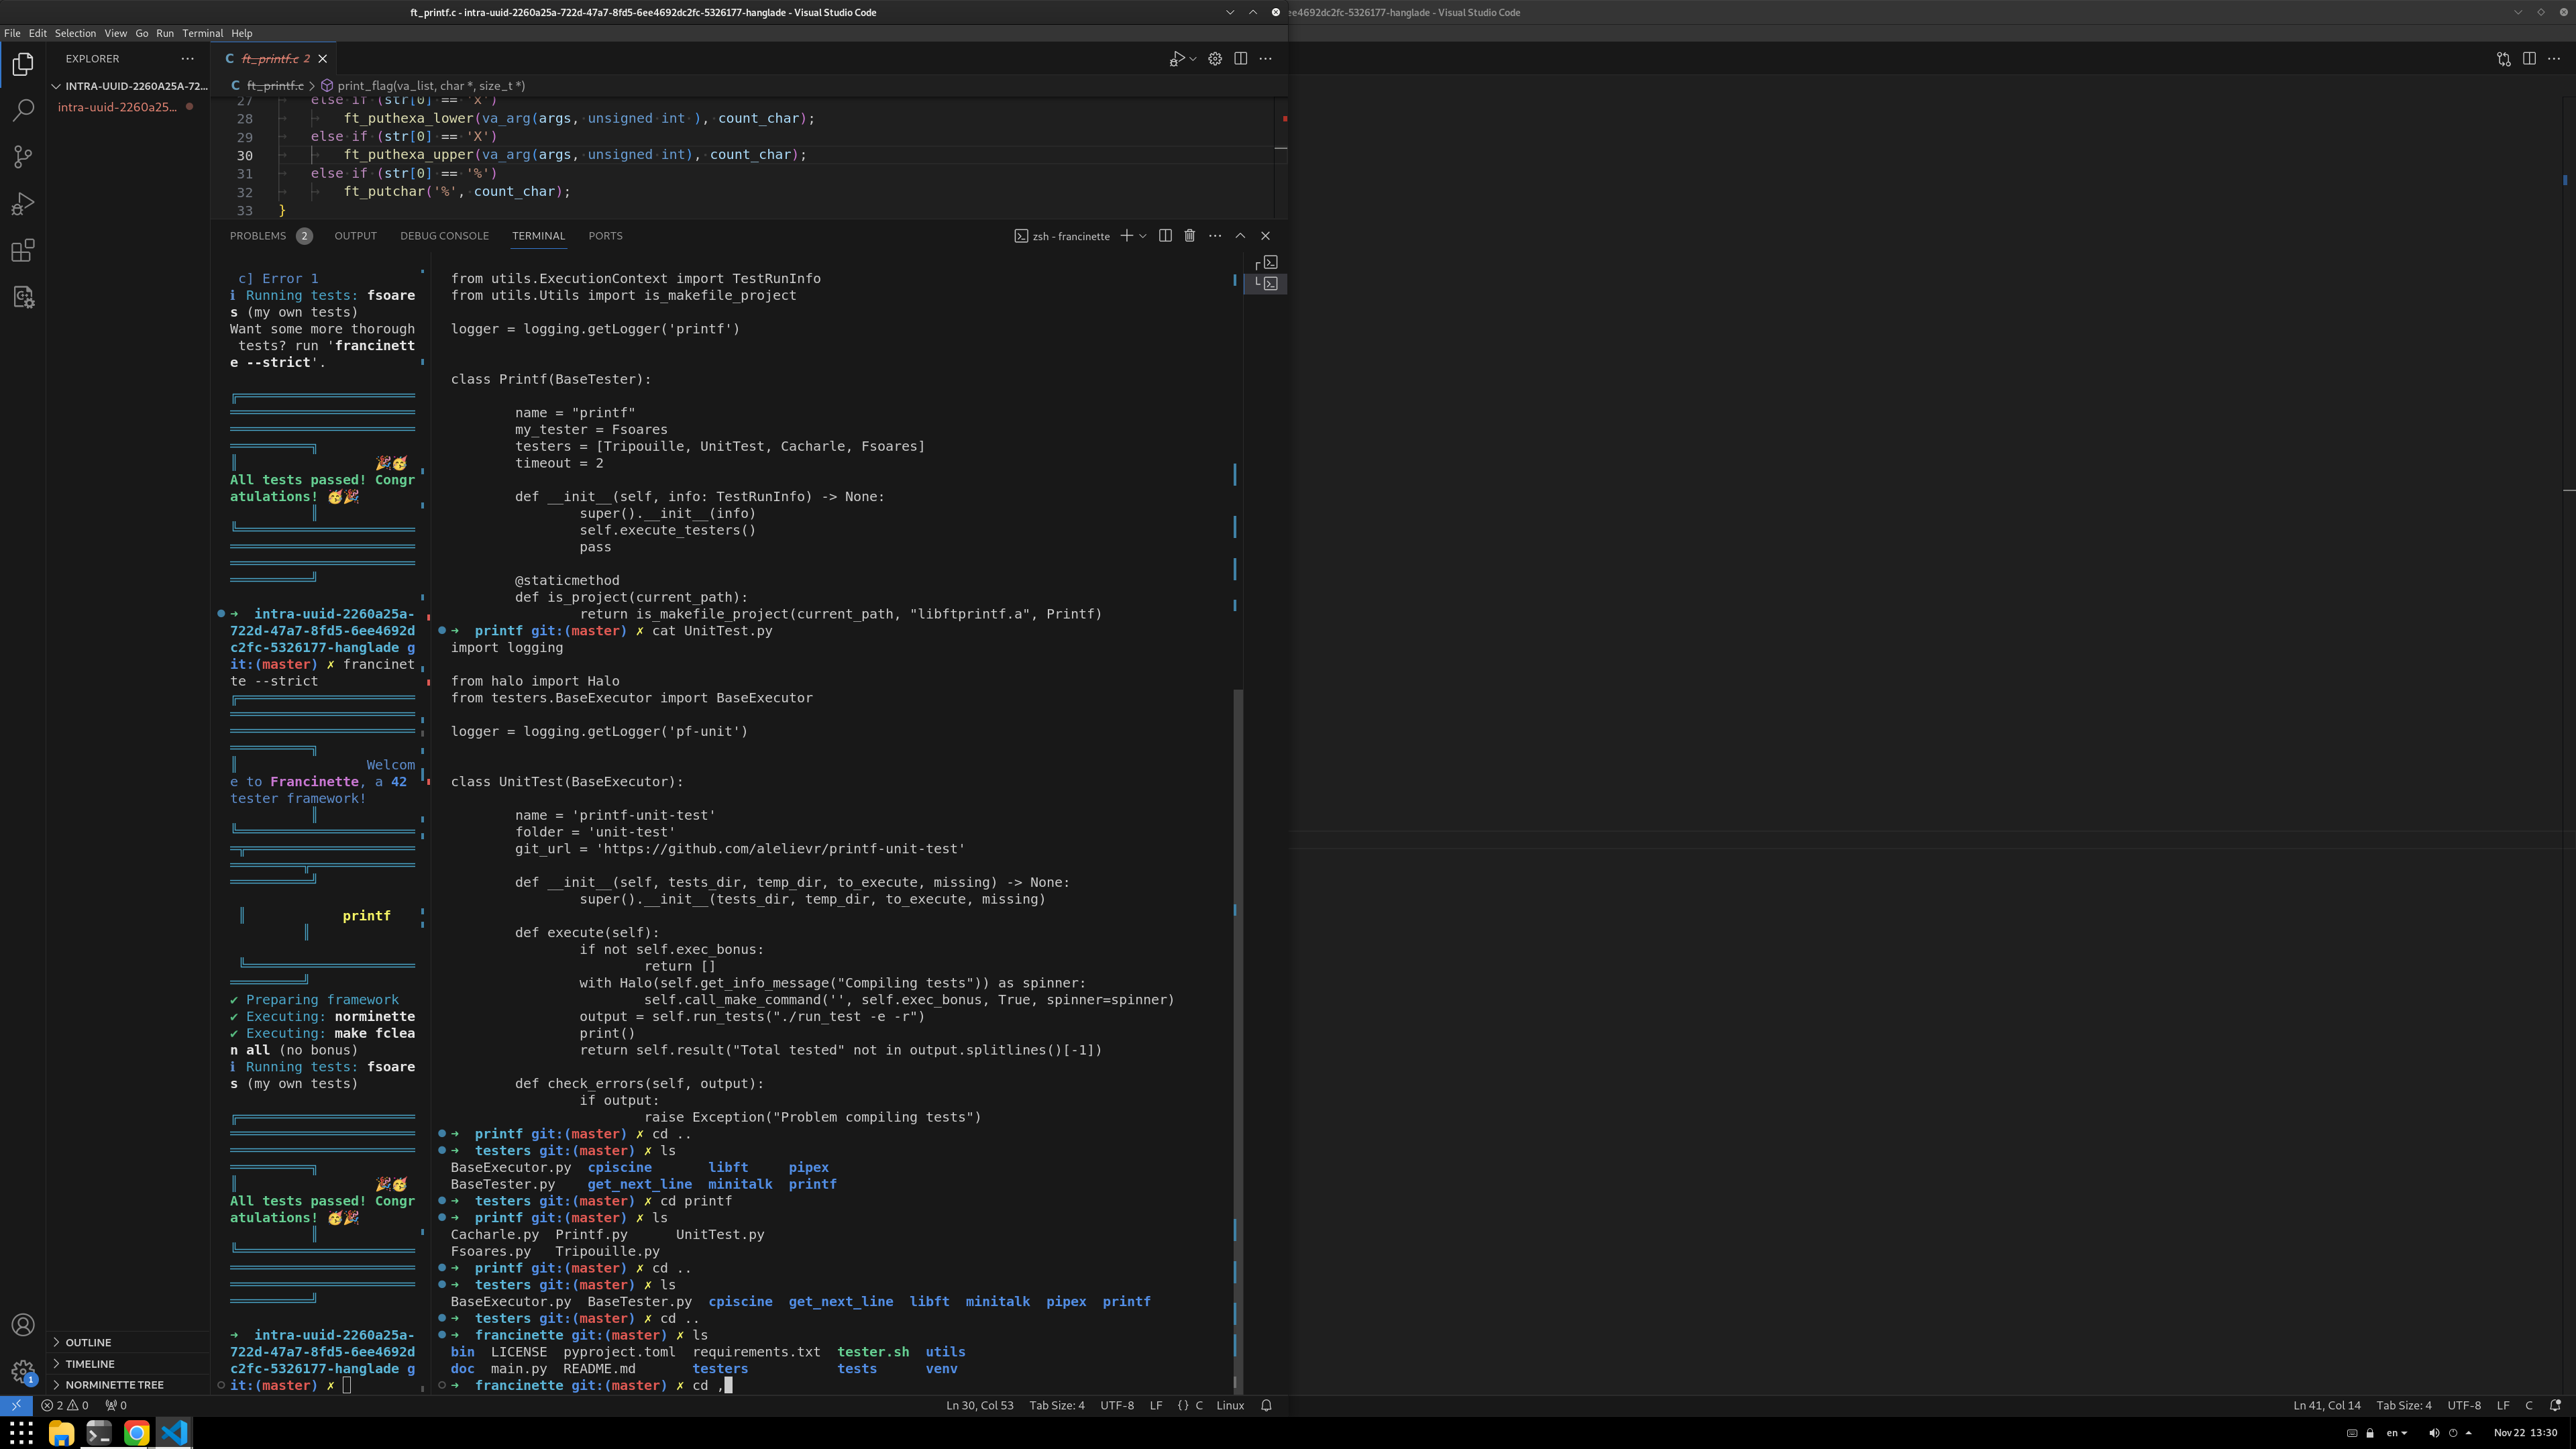 ft_printf.c - intra-uuid-2260a25a-722d-47a7-8fd5-6ee4692dc2fc-5326177-hanglade - Visual Studio Code
ee4692dc2fc-5326177-hanglade - Visual Studio Code
File Edit Selection View Go Run Terminal Help
EXPLORER
INTRA-UUID-2260A25A-72...
intra-uuid-2260a25...
C ft_printf.c 2
C ft_printf.c > print_flag(va_list, char *, size_t *)
27 else if (str[0] == 'x')
28 ft_puthexa_lower(va_arg(args, unsigned int ), count_char);
29 else if (str[0] == 'X')
30 ft_puthexa_upper(va_arg(args, unsigned int), count_char);
31 else if (str[0] == '%')
32 ft_putchar('%', count_char);
33 }
PROBLEMS 2 OUTPUT DEBUG CONSOLE TERMINAL PORTS
zsh - francinette
c] Error 1
ℹ Running tests: fsoare
s (my own tests)
Want some more thorough
tests? run 'francinett
e --strict'.
🎉🥳
All tests passed! Congr
atulations! 🥳🎉
➜ intra-uuid-2260a25a-
722d-47a7-8fd5-6ee4692d
c2fc-5326177-hanglade g
it:(master) ✗ francinet
te --strict
Welcom
e to Francinette, a 42
tester framework!
printf
✔ Preparing framework
✔ Executing: norminette
✔ Executing: make fclea
n all (no bonus)
ℹ Running tests: fsoare
s (my own tests)
🎉🥳
All tests passed! Congr
atulations! 🥳🎉
➜ intra-uuid-2260a25a-
722d-47a7-8fd5-6ee4692d
c2fc-5326177-hanglade g
it:(master) ✗
from utils.ExecutionContext import TestRunInfo
from utils.Utils import is_makefile_project
logger = logging.getLogger('printf')
class Printf(BaseTester):
name = "printf"
my_tester = Fsoares
testers = [Tripouille, UnitTest, Cacharle, Fsoares]
timeout = 2
def __init__(self, info: TestRunInfo) -> None:
super().__init__(info)
self.execute_testers()
pass
@staticmethod
def is_project(current_path):
return is_makefile_project(current_path, "libftprintf.a", Printf)
➜ printf git:(master) ✗ cat UnitTest.py
import logging
from halo import Halo
from testers.BaseExecutor import BaseExecutor
logger = logging.getLogger('pf-unit')
class UnitTest(BaseExecutor):
name = 'printf-unit-test'
folder = 'unit-test'
git_url = 'https://github.com/alelievr/printf-unit-test'
def __init__(self, tests_dir, temp_dir, to_execute, missing) -> None:
super().__init__(tests_dir, temp_dir, to_execute, missing)
def execute(self):
if not self.exec_bonus:
return []
with Halo(self.get_info_message("Compiling tests")) as spinner:
self.call_make_command('', self.exec_bonus, True, spinner=spinner)
output = self.run_tests("./run_test -e -r")
print()
return self.result("Total tested" not in output.splitlines()[-1])
def check_errors(self, output):
if output:
raise Exception("Problem compiling tests")
➜ printf git:(master) ✗ cd ..
➜ testers git:(master) ✗ ls
BaseExecutor.py cpiscine libft pipex
BaseTester.py get_next_line minitalk printf
➜ testers git:(master) ✗ cd printf
➜ printf git:(master) ✗ ls
Cacharle.py Printf.py UnitTest.py
Fsoares.py Tripouille.py
➜ printf git:(master) ✗ cd ..
➜ testers git:(master) ✗ ls
BaseExecutor.py BaseTester.py cpiscine get_next_line libft minitalk pipex printf
➜ testers git:(master) ✗ cd ..
➜ francinette git:(master) ✗ ls
bin LICENSE pyproject.toml requirements.txt tester.sh utils
doc main.py README.md testers tests venv
➜ francinette git:(master) ✗ cd ,
OUTLINE
TIMELINE
NORMINETTE TREE
1
2 0 0
Ln 30, Col 53 Tab Size: 4 UTF-8 LF {} C Linux
Ln 41, Col 14 Tab Size: 4 UTF-8 LF C
en Nov 22 13:30